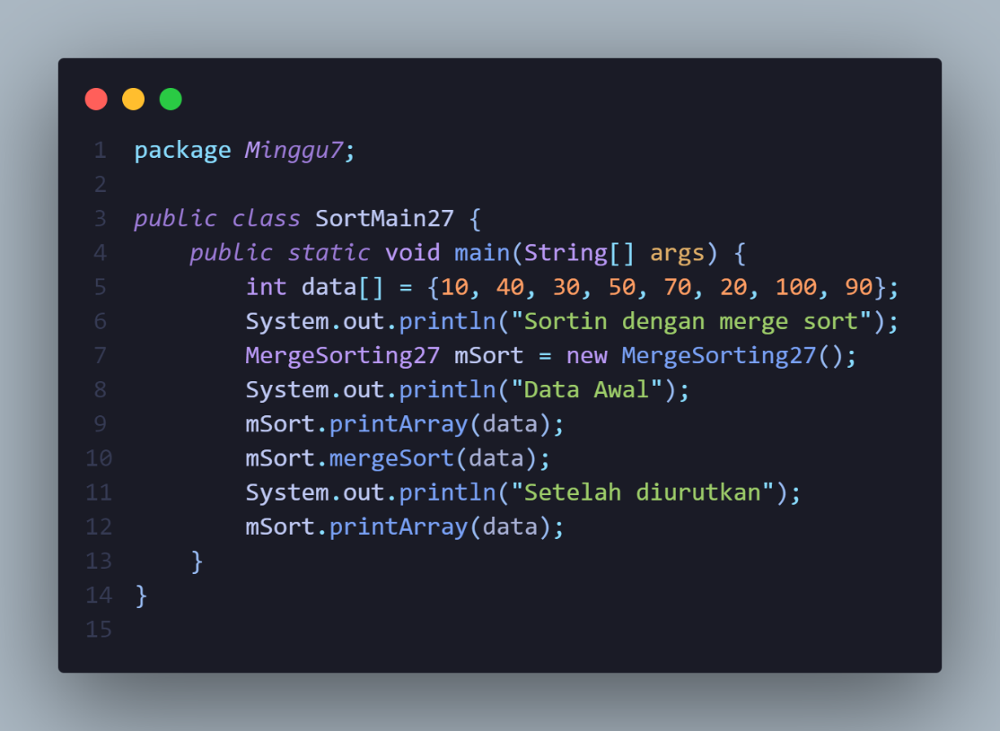 1 package Minggu7;
2
3 public class SortMain27 {
4     public static void main(String[] args) {
5         int data[] = {10, 40, 30, 50, 70, 20, 100, 90};
6         System.out.println("Sortin dengan merge sort");
7         MergeSorting27 mSort = new MergeSorting27();
8         System.out.println("Data Awal");
9         mSort.printArray(data);
10         mSort.mergeSort(data);
11         System.out.println("Setelah diurutkan");
12         mSort.printArray(data);
13     }
14 }
15